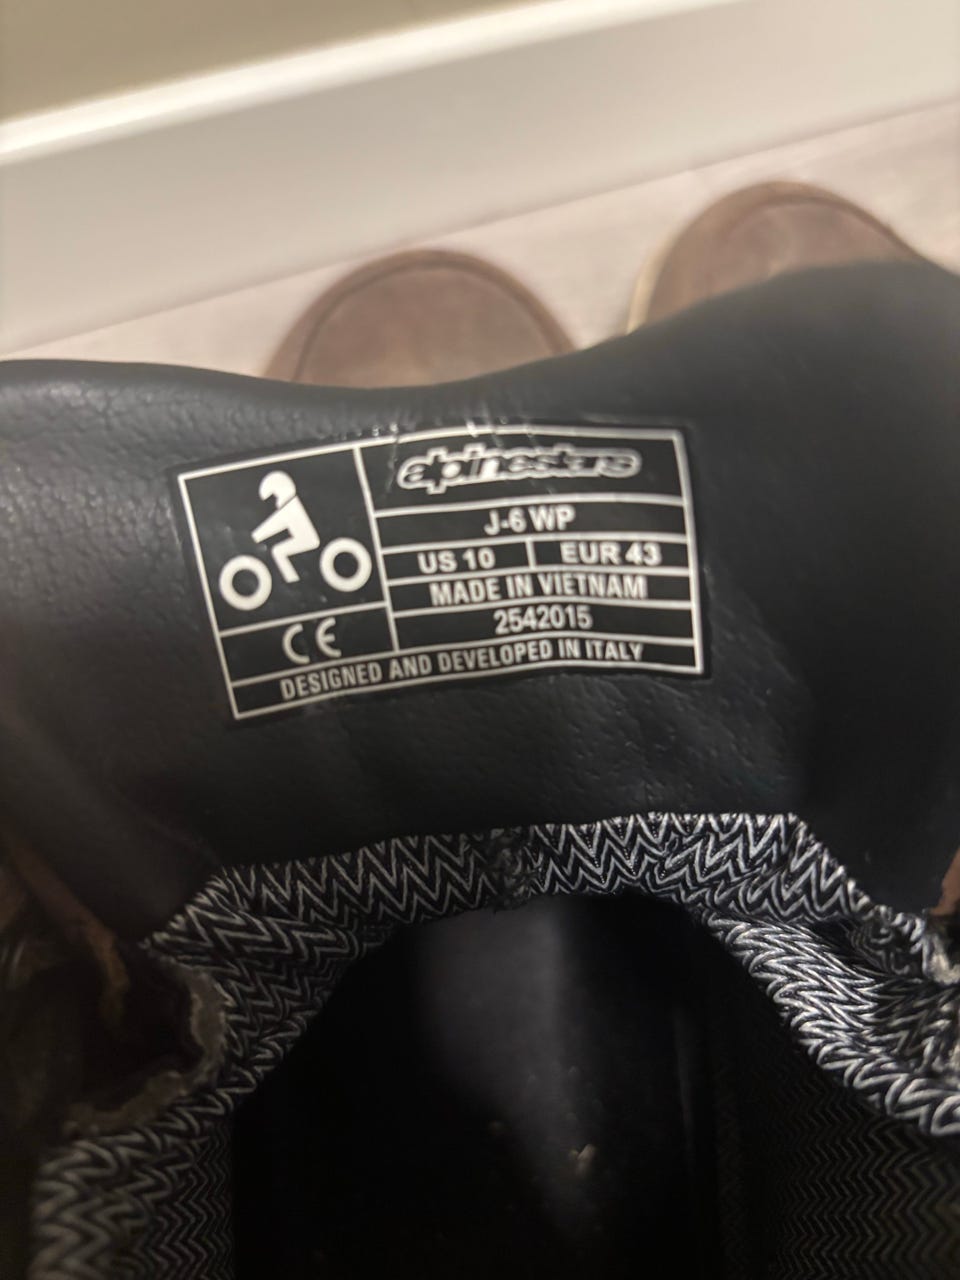 alpinestars
J-6 WP
US 10 EUR 43
MADE IN VIETNAM
CE 2542015
DESIGNED AND DEVELOPED IN ITALY